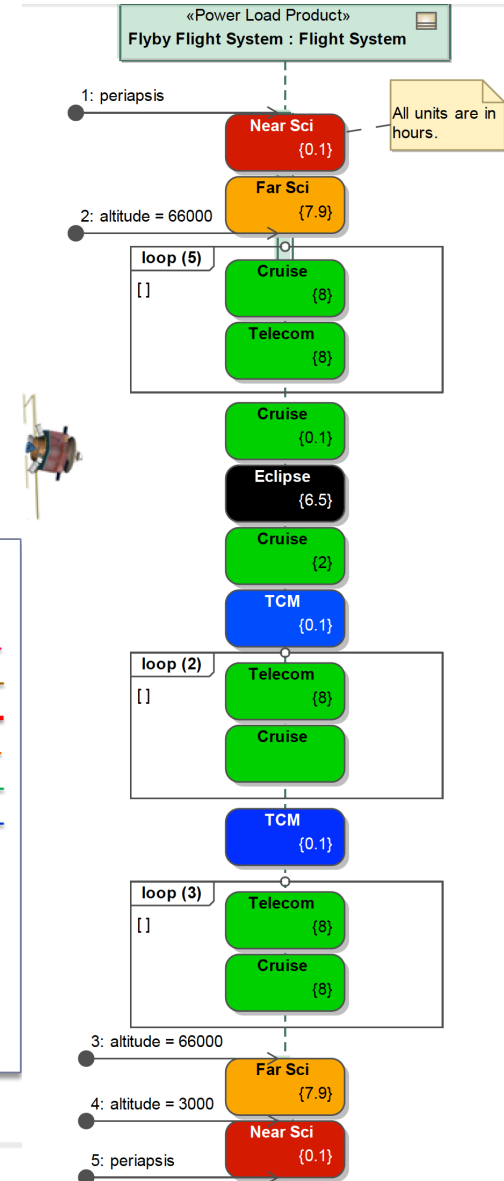 «Power Load Product»
Flyby Flight System : Flight System
1: periapsis
All units are in
hours.
Near Sci
{0.1}
Far Sci
{7.9}
2: altitude = 66000
loop (5)
[ ]
Cruise
{8}
Telecom
{8}
Cruise
{0.1}
Eclipse
{6.5}
Cruise
{2}
TCM
{0.1}
loop (2)
[ ]
Telecom
{8}
Cruise
TCM
{0.1}
loop (3)
[ ]
Telecom
{8}
Cruise
{8}
3: altitude = 66000
Far Sci
{7.9}
4: altitude = 3000
Near Sci
{0.1}
5: periapsis